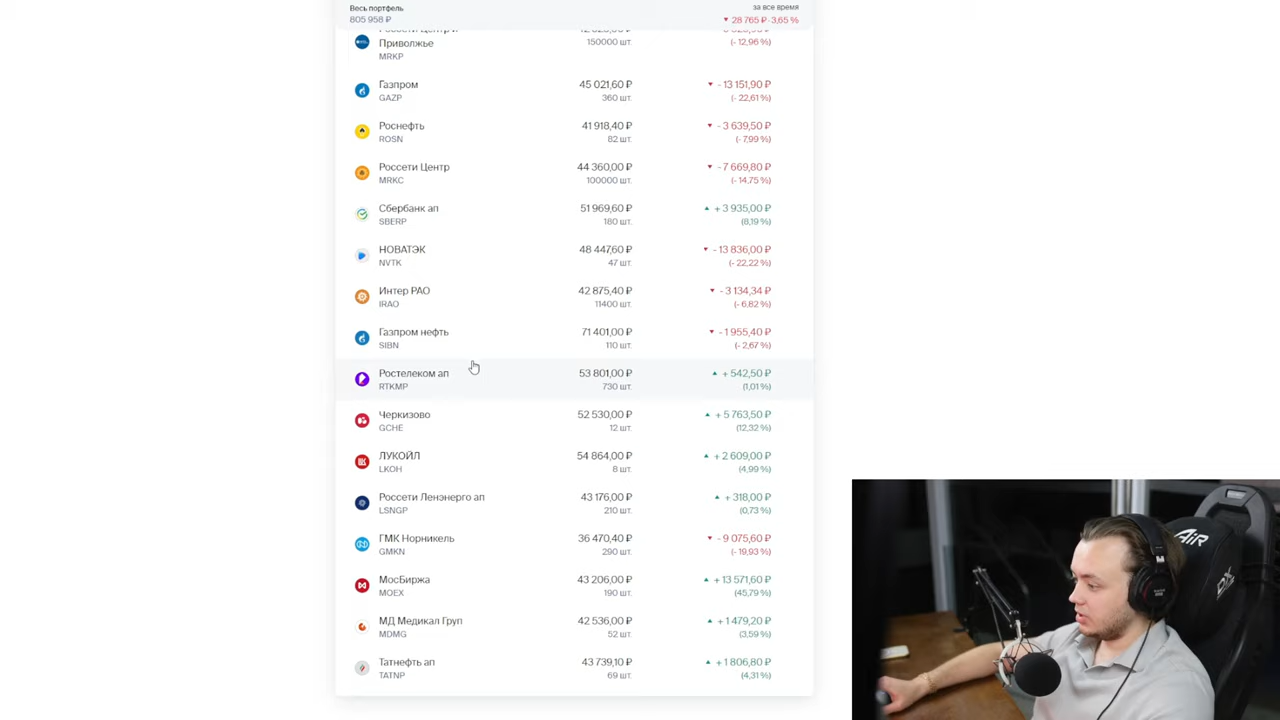 Весь портфель
за все время
805 958 ₽
28 765 ₽ · 3,65 %
Приволжье
150000 шт.
(- 12,96 %)
MRKP
Газпром
45 021,60 ₽
- 13 151,90 ₽
GAZP
360 шт.
(- 22,61 %)
Роснефть
41 918,40 ₽
- 3 639,50 ₽
ROSN
82 шт.
(- 7,99 %)
Россети Центр
44 360,00 ₽
- 7 669,80 ₽
MRKC
100000 шт.
(- 14,75 %)
Сбербанк ап
51 969,60 ₽
+ 3 935,00 ₽
SBERP
180 шт.
(8,19 %)
НОВАТЭК
48 447,60 ₽
- 13 836,00 ₽
NVTK
47 шт.
(- 22,22 %)
Интер РАО
42 875,40 ₽
- 3 134,34 ₽
IRAO
11400 шт.
(- 6,82 %)
Газпром нефть
71 401,00 ₽
- 1 955,40 ₽
SIBN
110 шт.
(- 2,67 %)
Ростелеком ап
53 801,00 ₽
+ 542,50 ₽
RTKMP
730 шт.
(1,01 %)
Черкизово
52 530,00 ₽
+ 5 763,50 ₽
GCHE
12 шт.
(12,32 %)
ЛУКОЙЛ
54 864,00 ₽
+ 2 609,00 ₽
LKOH
8 шт.
(4,99 %)
Россети Ленэнерго ап
43 176,00 ₽
+ 318,00 ₽
LSNGP
210 шт.
(0,73 %)
ГМК Норникель
36 470,40 ₽
- 9 075,60 ₽
GMKN
290 шт.
(- 19,93 %)
МосБиржа
43 206,00 ₽
+ 13 571,60 ₽
MOEX
190 шт.
(45,79 %)
МД Медикал Груп
42 536,00 ₽
+ 1 479,20 ₽
MDMG
52 шт.
(3,59 %)
Татнефть ап
43 739,10 ₽
+ 1 806,80 ₽
TATNP
69 шт.
(4,31 %)
AIR